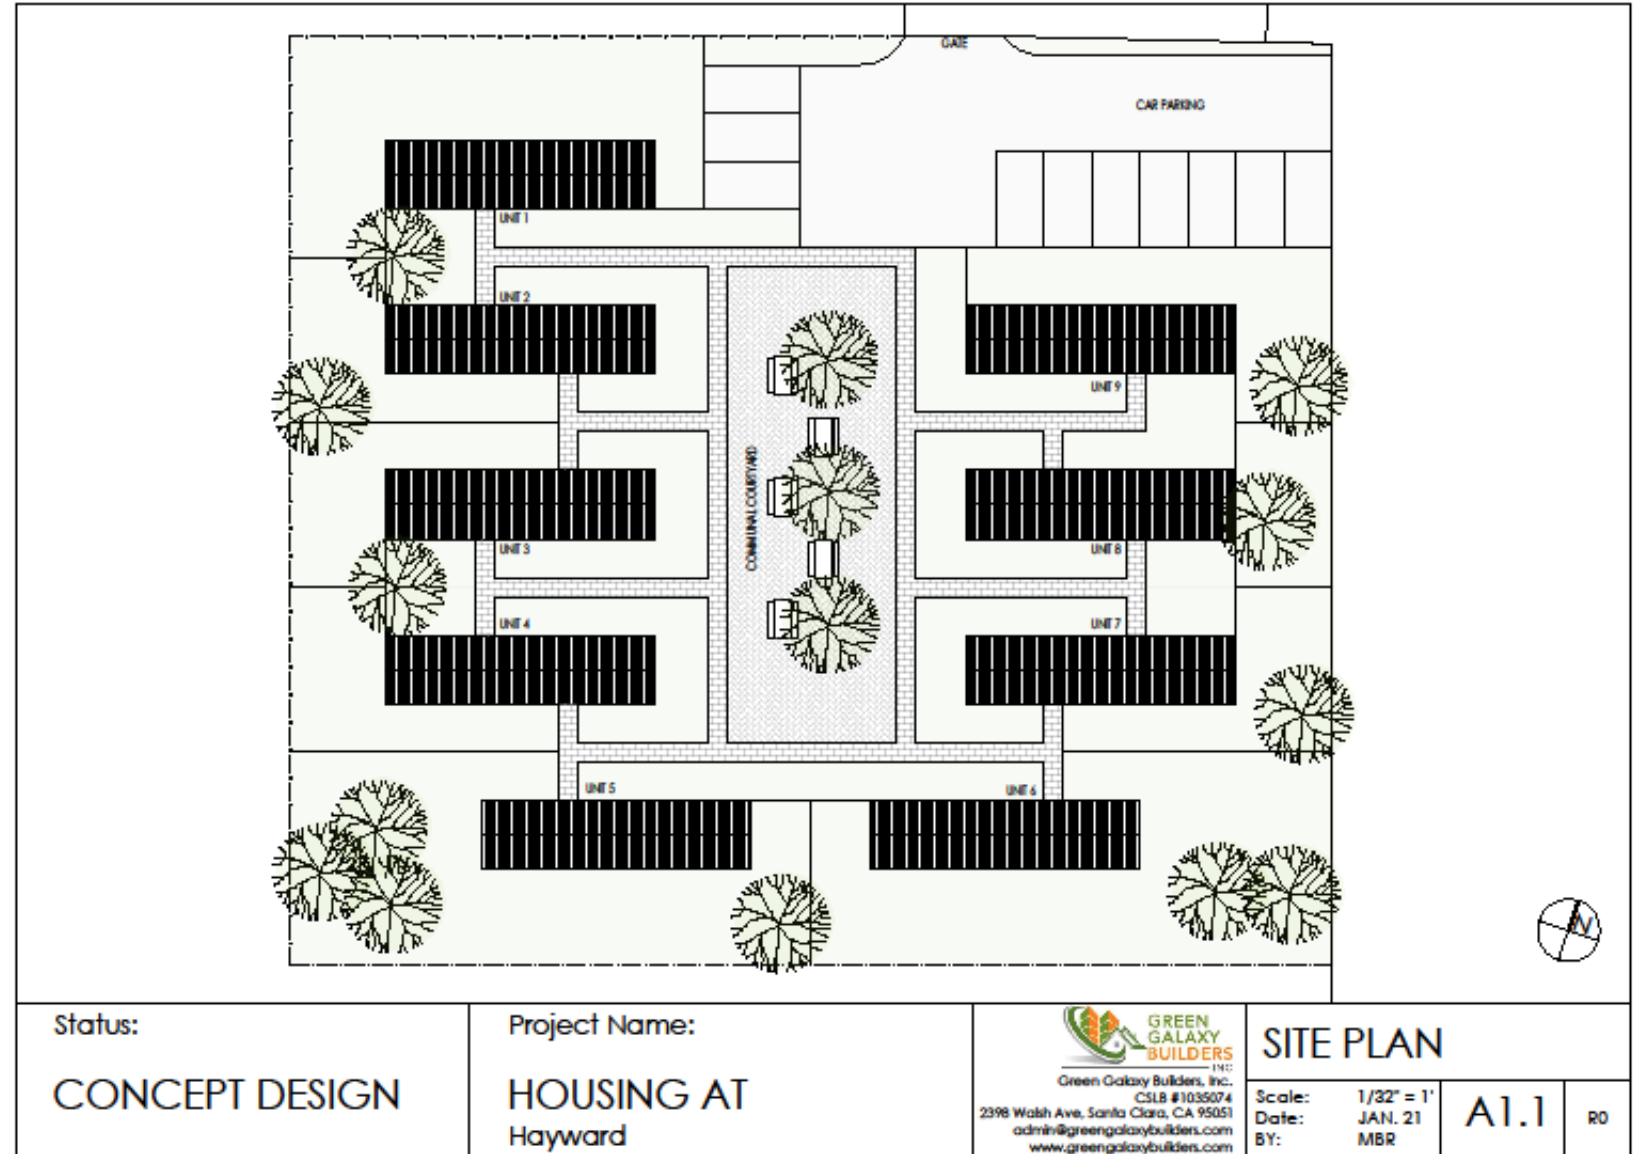 GATE
CAR PARKING
UNIT 1
UNIT 2
UNIT 9
COMMUNAL COURTYARD
UNIT 3
UNIT 8
UNIT 4
UNIT 7
UNIT 5
UNIT 6
N
Status:
CONCEPT DESIGN
Project Name:
HOUSING AT
Hayward
GREEN
GALAXY
BUILDERS
INC
Green Galaxy Builders, Inc.
CSLB #1035074
2398 Walsh Ave, Santa Clara, CA 95051
admin@greengalaxybuilders.com
www.greengalaxybuilders.com
SITE PLAN
Scale: 1/32" = 1'
Date: JAN. 21
BY: MBR
A1.1
R0